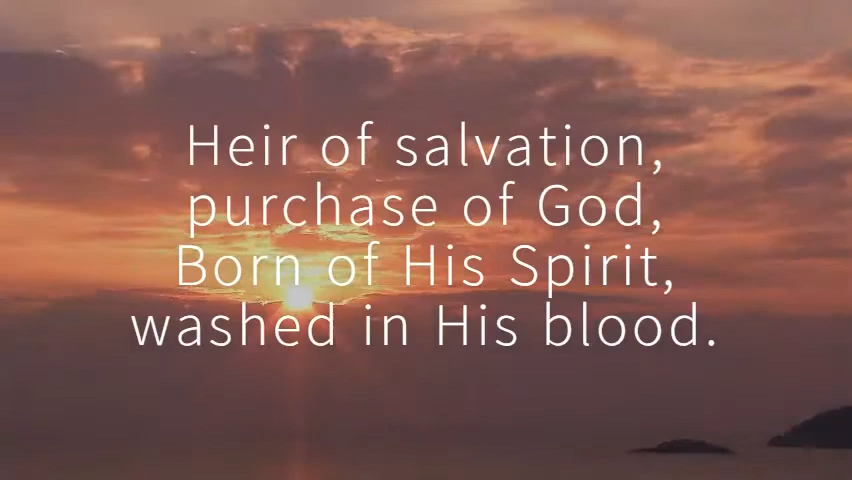 Heir of salvation,
purchase of God,
Born of His Spirit,
washed in His blood.